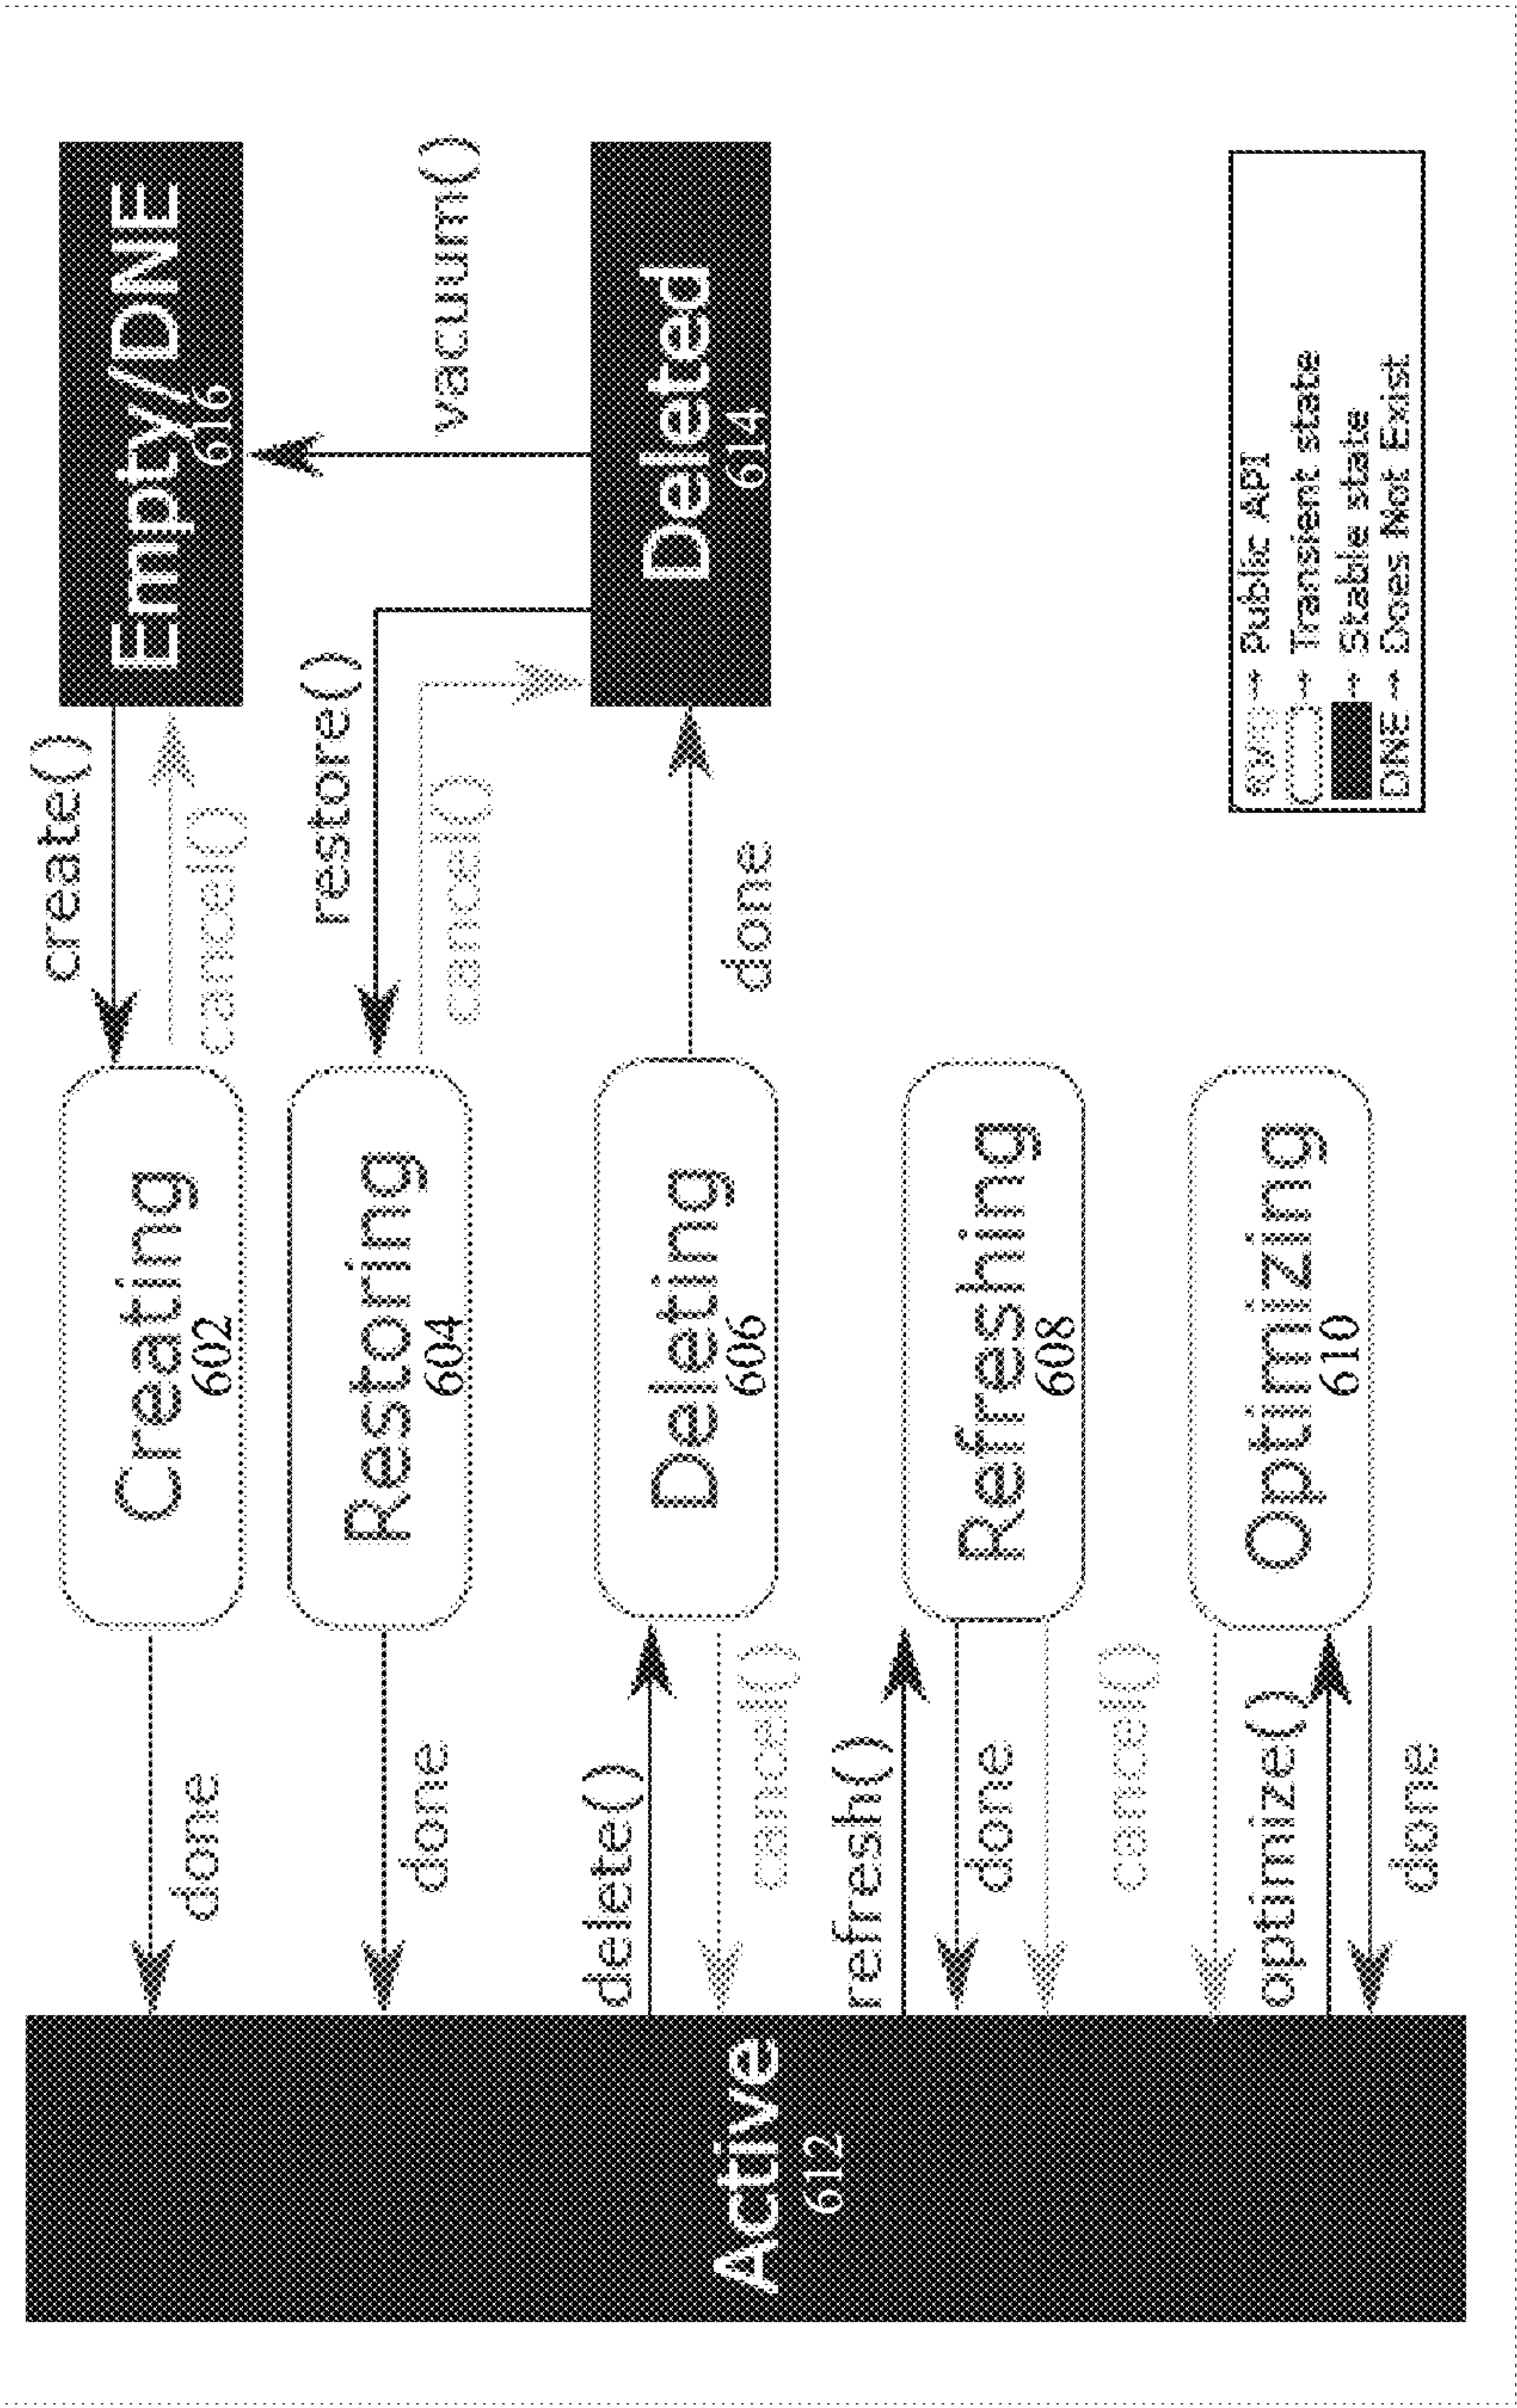 Empty/DNE
616
create()
cancel()
vacuum()
restore()
cancel()
Deleted
614
Creating
602
Restoring
604
done
Deleting
606
Refreshing
608
Optimizing
610
done
done
delete()
cancel()
refresh()
done
cancel()
optimize()
done
Active
612
→ Public API
→ Transient state
→ Stable state
DNE → Does Not Exist